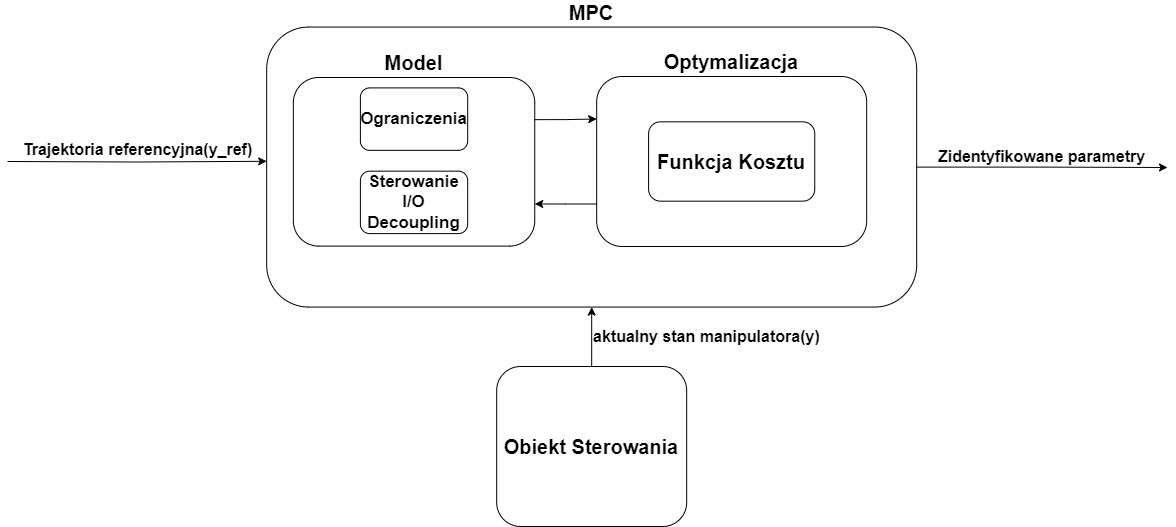 MPC
Model
Optymalizacja
Ograniczenia
Trajektoria referencyjna(y_ref)
Funkcja Kosztu
Zidentyfikowane parametry
Sterowanie
I/O
Decoupling
aktualny stan manipulatora(y)
Obiekt Sterowania